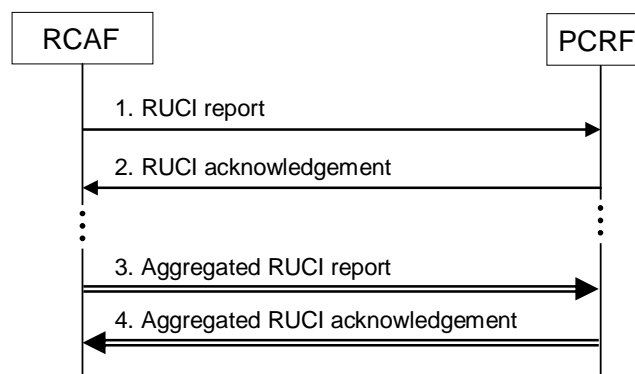 RCAF
PCRF
1. RUCI report
2. RUCI acknowledgement
3. Aggregated RUCI report
4. Aggregated RUCI acknowledgement